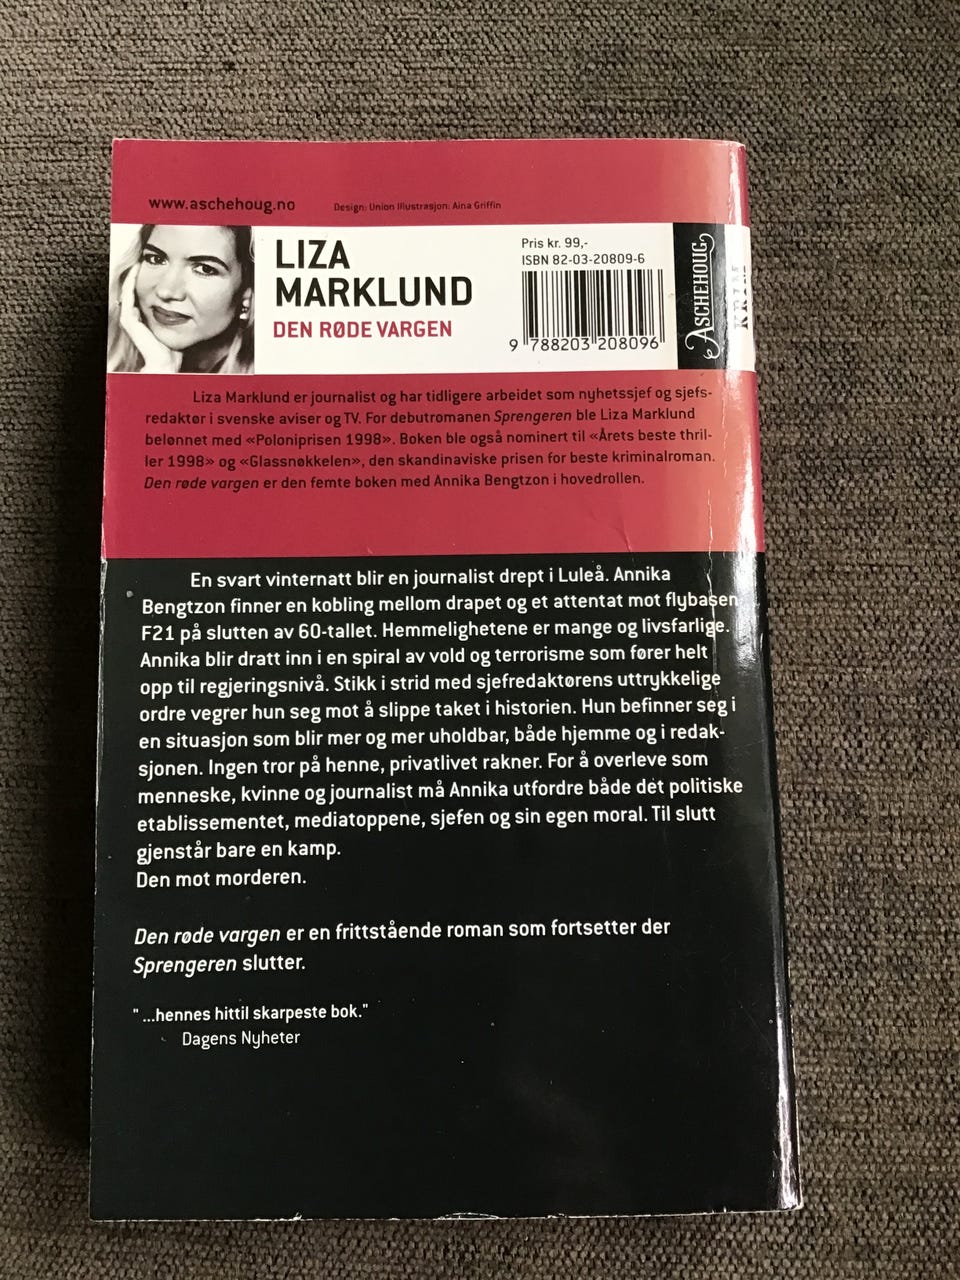 www.aschehoug.no
Design: Union Illustrasjon: Aina Griffin
LIZA
MARKLUND
DEN RØDE VARGEN
Pris kr. 99,-
ISBN 82-03-20809-6
9 788203 208096
ASCHEHOUG
KRIM
Liza Marklund er journalist og har tidligere arbeidet som nyhetssjef og sjefs-
redaktør i svenske aviser og TV. For debutromanen Sprengeren ble Liza Marklund
belønnet med «Poloniprisen 1998». Boken ble også nominert til «Årets beste thril-
ler 1998» og «Glassnøkkelen», den skandinaviske prisen for beste kriminalroman.
Den røde vargen er den femte boken med Annika Bengtzon i hovedrollen.
En svart vinternatt blir en journalist drept i Luleå. Annika
Bengtzon finner en kobling mellom drapet og et attentat mot flybasen
F21 på slutten av 60-tallet. Hemmelighetene er mange og livsfarlige.
Annika blir dratt inn i en spiral av vold og terrorisme som fører helt
opp til regjeringsnivå. Stikk i strid med sjefredaktørens uttrykkelige
ordre vegrer hun seg mot å slippe taket i historien. Hun befinner seg i
en situasjon som blir mer og mer uholdbar, både hjemme og i redak-
sjonen. Ingen tror på henne, privatlivet rakner. For å overleve som
menneske, kvinne og journalist må Annika utfordre både det politiske
etablissementet, mediatoppene, sjefen og sin egen moral. Til slutt
gjenstår bare en kamp.
Den mot morderen.
Den røde vargen er en frittstående roman som fortsetter der
Sprengeren slutter.
" ...hennes hittil skarpeste bok."
Dagens Nyheter